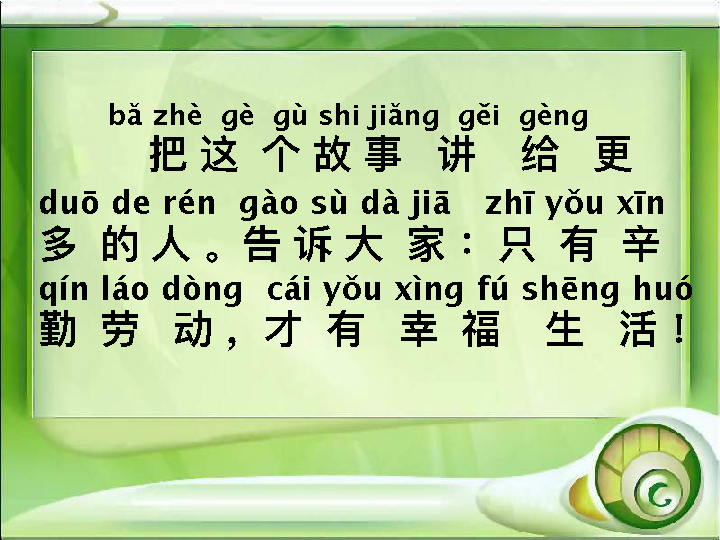 bǎ zhè gè gù shi jiǎng gěi gèng
把这个故事讲给更
duō de rén gào sù dà jiā zhī yǒu xīn
多的人。告诉大家：只有辛
qín láo dòng cái yǒu xìng fú shēng huó
勤劳动，才有幸福生活！